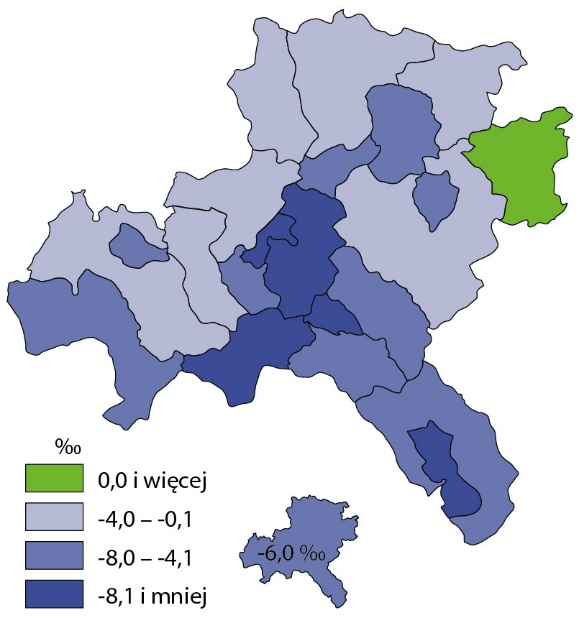 ‰
0,0 i więcej
-4,0 – -0,1
-8,0 – -4,1
-8,1 i mniej
-6,0 ‰